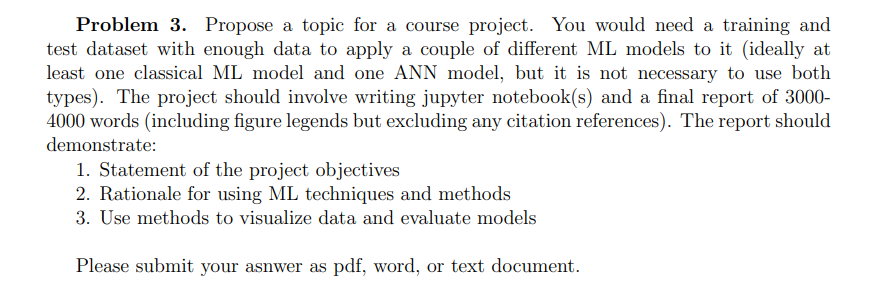 Problem 3. Propose a topic for a course project. You would need a training and
test dataset with enough data to apply a couple of different ML models to it (ideally at
least one classical ML model and one ANN model, but it is not necessary to use both
types). The project should involve writing jupyter notebook(s) and a final report of 3000-
4000 words (including figure legends but excluding any citation references). The report should
demonstrate:
1. Statement of the project objectives
2. Rationale for using ML techniques and methods
3. Use methods to visualize data and evaluate models
Please submit your asnwer as pdf, word, or text document.